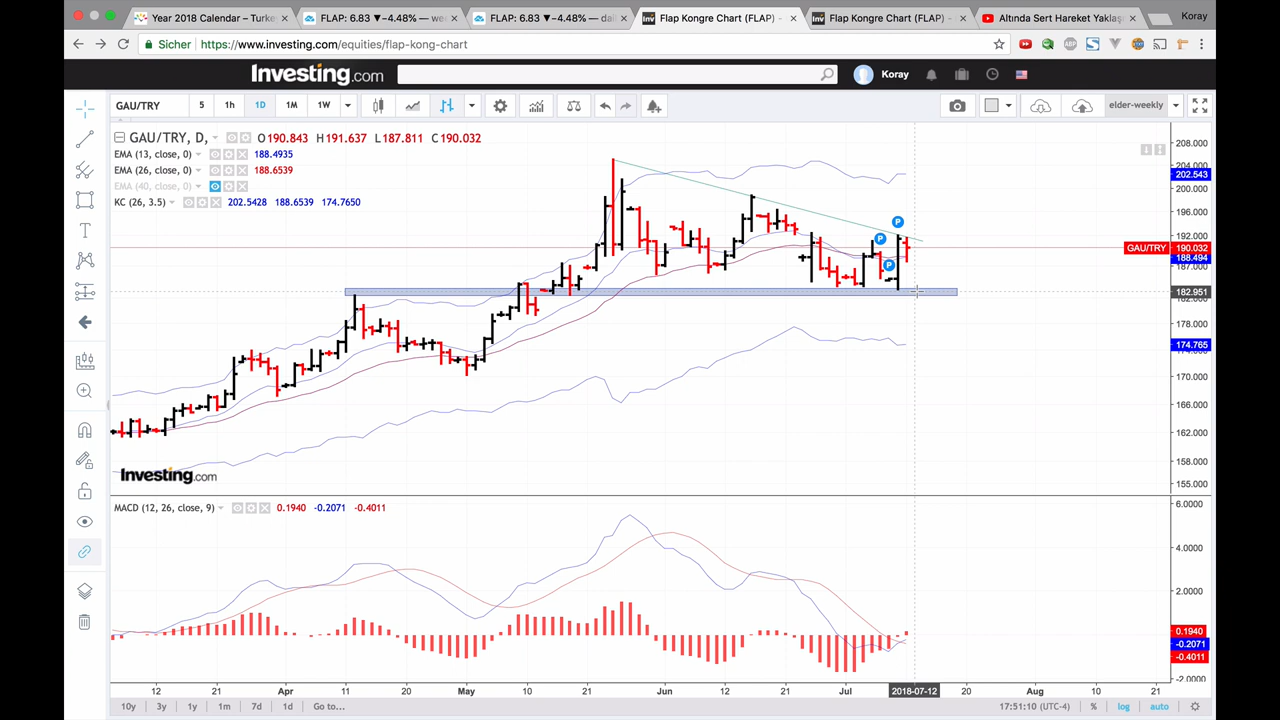 Year 2018 Calendar – Turke
FLAP: 6.83 ▼−4.48% — we
FLAP: 6.83 ▼−4.48% — dai
Flap Kongre Chart (FLAP) -
Flap Kongre Chart (FLAP) -
Altında Sert Hareket Yaklaş
Koray
Sicher
https://www.investing.com/equities/flap-kong-chart
Investing.com
Koray
GAU/TRY
5
1h
1D
1M
1W
elder-weekly
GAU/TRY, D,
O190.843 H191.637 L187.811 C190.032
EMA (13, close, 0) 188.4935
EMA (26, close, 0) 188.6539
EMA (40, close, 0)
KC (26, 3.5) 202.5428 188.6539 174.7650
208.000
204.000
202.543
200.000
196.000
192.000
GAU/TRY 190.032
188.494
187.000
182.951
178.000
174.765
170.000
166.000
162.000
158.000
155.000
P
P
P
Investing.com
MACD (12, 26, close, 9) 0.1940 -0.2071 -0.4011
6.0000
4.0000
2.0000
0.1940
-0.2071
-0.4011
-2.0000
12 21 Apr 11 20 May 10 21 Jun 12 21 Jul 2018-07-12 20 Aug 10 21
10y 3y 1y 1m 7d 1d Go to...
17:51:10 (UTC-4) % log auto